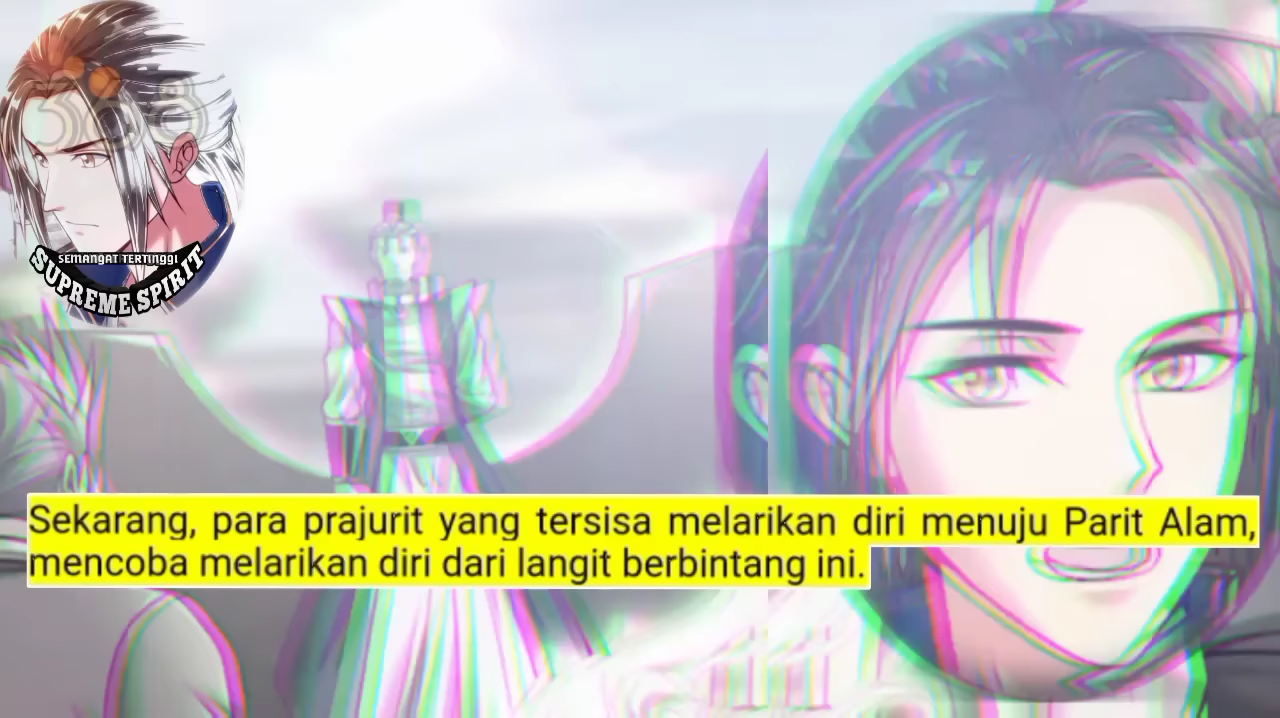 368
SEMANGAT TERTINGGI
SUPREME SPIRIT
Sekarang, para prajurit yang tersisa melarikan diri menuju Parit Alam,
mencoba melarikan diri dari langit berbintang ini.